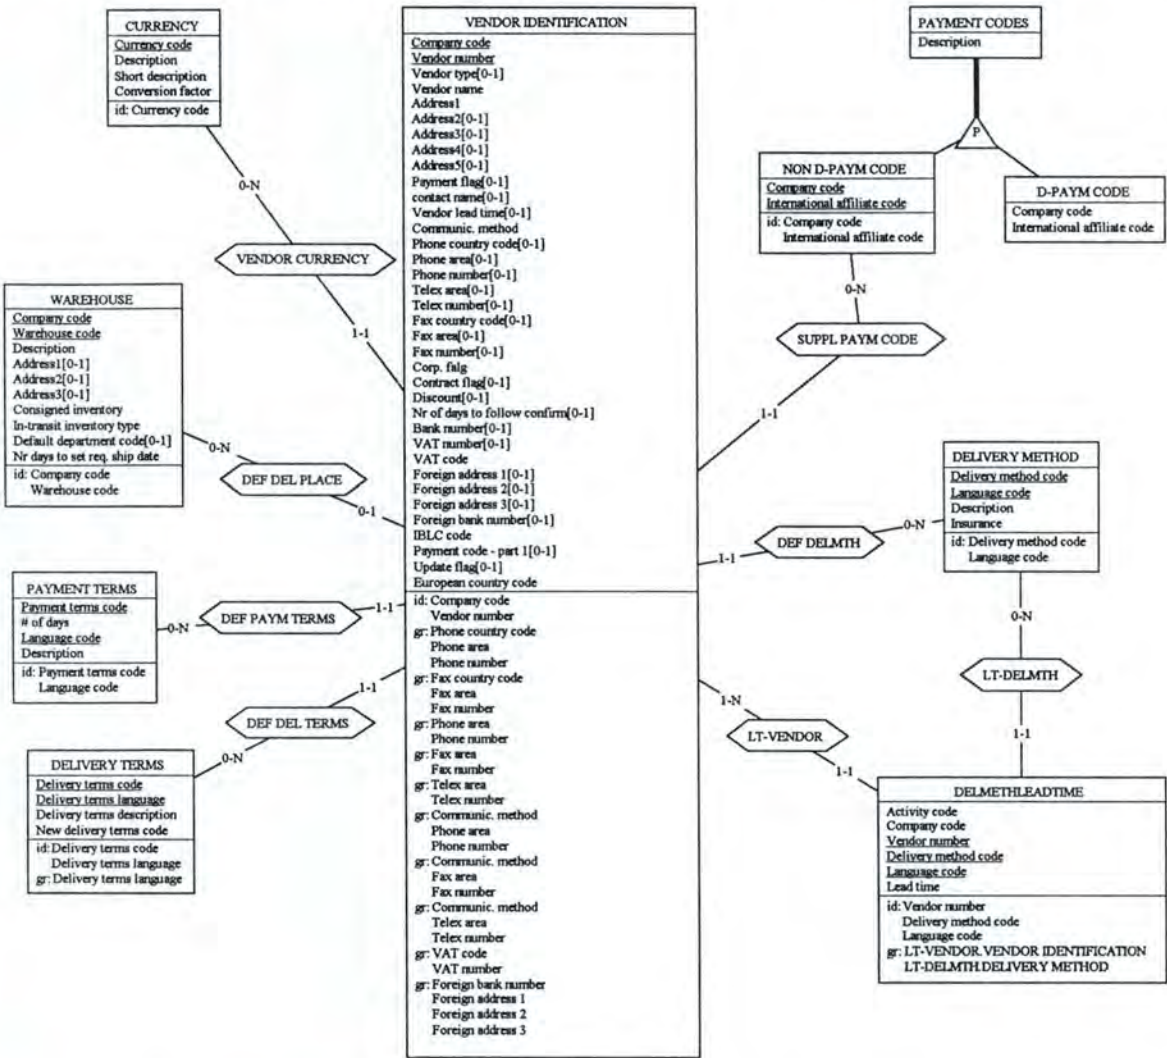 CURRENCY
Currency code
Description
Short description
Conversion factor
id: Currency code
0-N
VENDOR CURRENCY
1-1
WAREHOUSE
Company code
Warehouse code
Description
Address1[0-1]
Address2[0-1]
Address3[0-1]
Consigned inventory
In-transit inventory type
Default department code[0-1]
Nr days to set req. ship date
id: Company code
Warehouse code
0-N
DEF DEL PLACE
0-1
PAYMENT TERMS
Payment terms code
# of days
Language code
Description
id: Payment terms code
Language code
0-N
DEF PAYM TERMS
1-1
DELIVERY TERMS
Delivery terms code
Delivery terms language
Delivery terms description
New delivery terms code
id: Delivery terms code
Delivery terms language
gr: Delivery terms language
0-N
DEF DEL TERMS
1-1
VENDOR IDENTIFICATION
Company code
Vendor number
Vendor type[0-1]
Vendor name
Address1
Address2[0-1]
Address3[0-1]
Address4[0-1]
Address5[0-1]
Payment flag[0-1]
contact name[0-1]
Vendor lead time[0-1]
Communic. method
Phone country code[0-1]
Phone area[0-1]
Phone number[0-1]
Telex area[0-1]
Telex number[0-1]
Fax country code[0-1]
Fax area[0-1]
Fax number[0-1]
Corp. falg
Contract flag[0-1]
Discount[0-1]
Nr of days to follow confirm[0-1]
Bank number[0-1]
VAT number[0-1]
VAT code
Foreign address 1[0-1]
Foreign address 2[0-1]
Foreign address 3[0-1]
Foreign bank number[0-1]
IBLC code
Payment code - part 1[0-1]
Update flag[0-1]
European country code
id: Company code
Vendor number
gr: Phone country code
Phone area
Phone number
gr: Fax country code
Fax area
Fax number
gr: Phone area
Phone number
gr: Fax area
Fax number
gr: Telex area
Telex number
gr: Communic. method
Phone area
Phone number
gr: Communic. method
Fax area
Fax number
gr: Communic. method
Telex area
Telex number
gr: VAT code
VAT number
gr: Foreign bank number
Foreign address 1
Foreign address 2
Foreign address 3
PAYMENT CODES
Description
P
NON D-PAYM CODE
Company code
International affiliate code
id: Company code
International affiliate code
D-PAYM CODE
Company code
International affiliate code
0-N
SUPPL PAYM CODE
1-1
DELIVERY METHOD
Delivery method code
Language code
Description
Insurance
id: Delivery method code
Language code
0-N
DEF DELMTH
1-1
0-N
LT-DELMTH
1-1
1-N
LT-VENDOR
1-1
DELMETHLEADTIME
Activity code
Company code
Vendor number
Delivery method code
Language code
Lead time
id: Vendor number
Delivery method code
Language code
gr: LT-VENDOR.VENDOR IDENTIFICATION
LT-DELMTH.DELIVERY METHOD